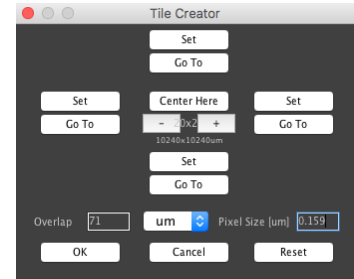 Tile Creator
Set
Go To
Set Center Here Set
Go To - 20x2 + Go To
10240x10240um
Set
Go To
Overlap 71 um Pixel Size [um] 0.159
OK Cancel Reset